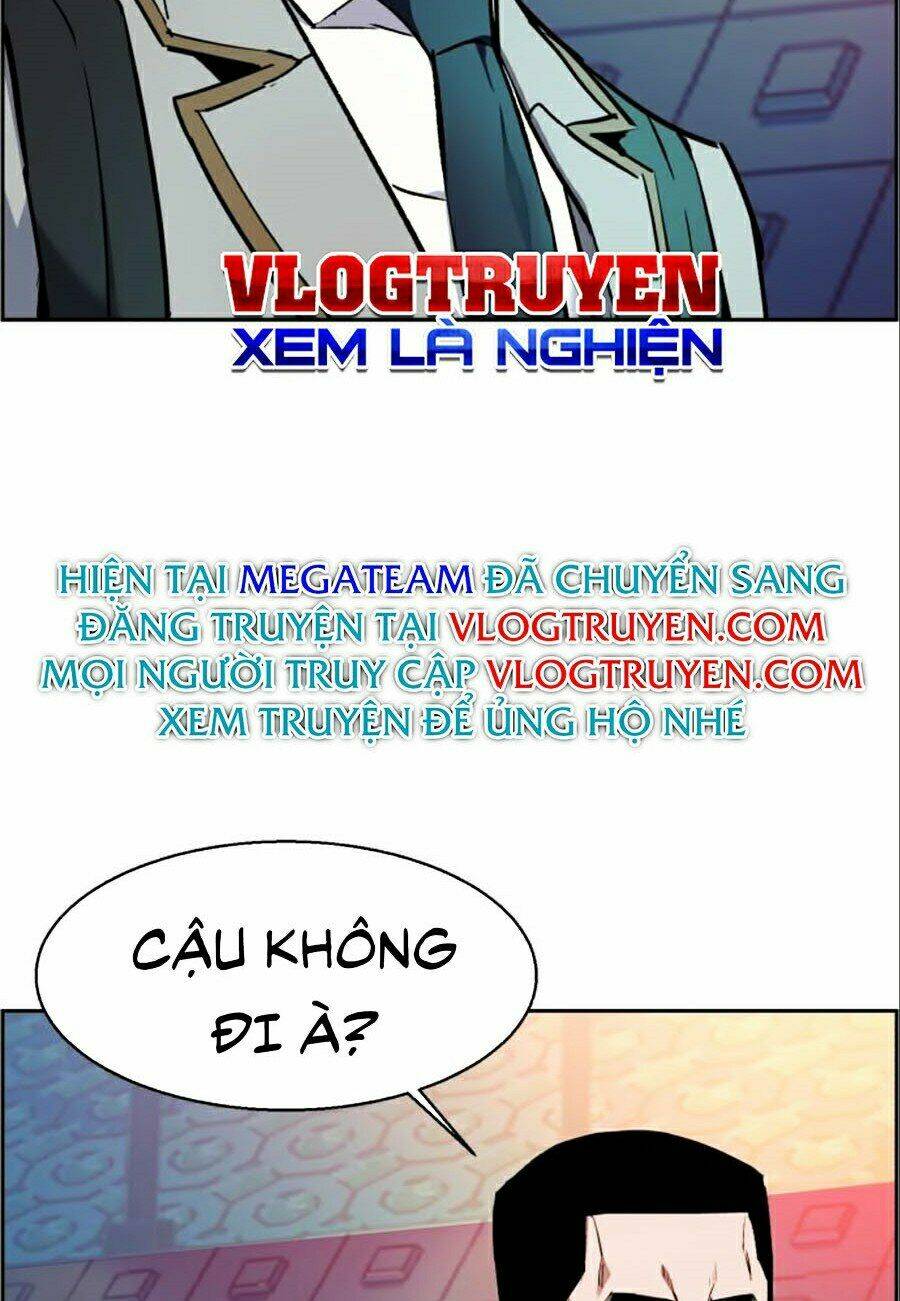 VLOGTRUYEN
XEM LÀ NGHIỆN
HIỆN TẠI MEGATEAM ĐÃ CHUYỂN SANG
ĐĂNG TRUYỆN TẠI VLOGTRUYEN.COM
MỌI NGƯỜI TRUY CẬP VLOGTRUYEN.COM
XEM TRUYỆN ĐỂ ỦNG HỘ NHÉ
CẬU KHÔNG
ĐI À?